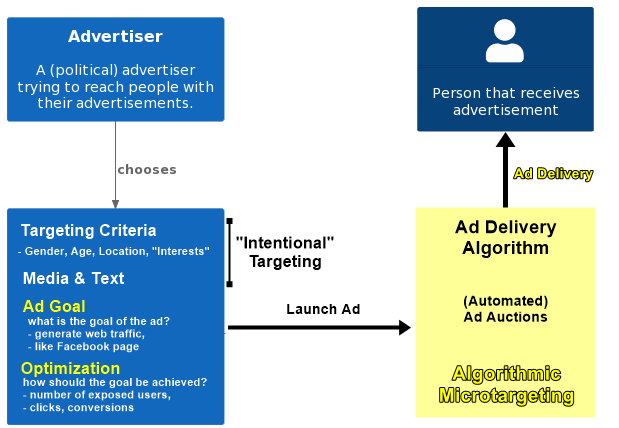 Advertiser
A (political) advertiser
trying to reach people with
their advertisements.
chooses
Targeting Criteria
- Gender, Age, Location, "Interests"
Media & Text
Ad Goal
what is the goal of the ad?
- generate web traffic,
- like Facebook page
Optimization
how should the goal be achieved?
- number of exposed users,
- clicks, conversions
"Intentional"
Targeting
Launch Ad
Person that receives
advertisement
Ad Delivery
Ad Delivery
Algorithm
(Automated)
Ad Auctions
Algorithmic
Microtargeting